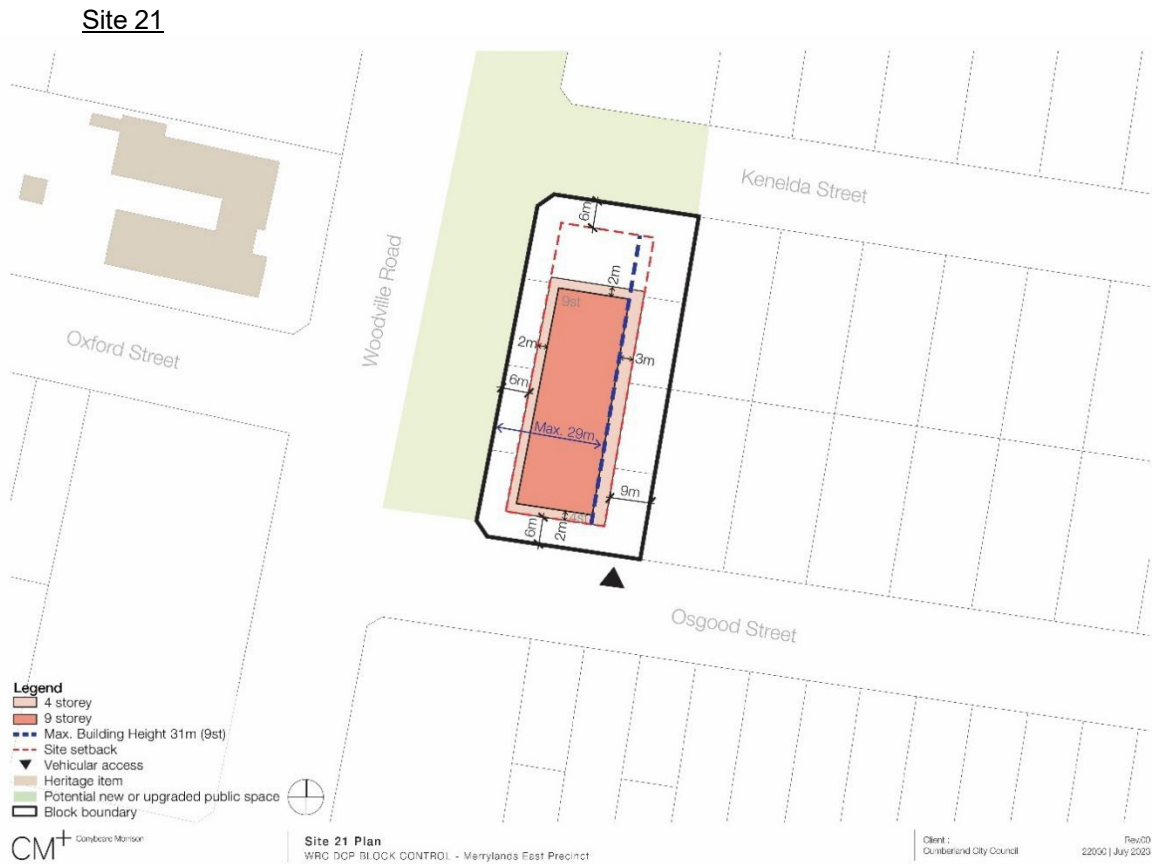 Site 21
Kenelda Street
Woodville Road
Oxford Street
6m
2m
9st
2m
3m
6m
Max. 29m
9m
6m
2m
4st
Osgood Street
Legend
4 storey
9 storey
Max. Building Height 31m (9st)
Site setback
Vehicular access
Heritage item
Potential new or upgraded public space
Block boundary
CM+ Conybeare Morrison
Site 21 Plan
WRC DCP BLOCK CONTROL - Merrylands East Precinct
Client :
Cumberland City Council
Rev.00
July 2023